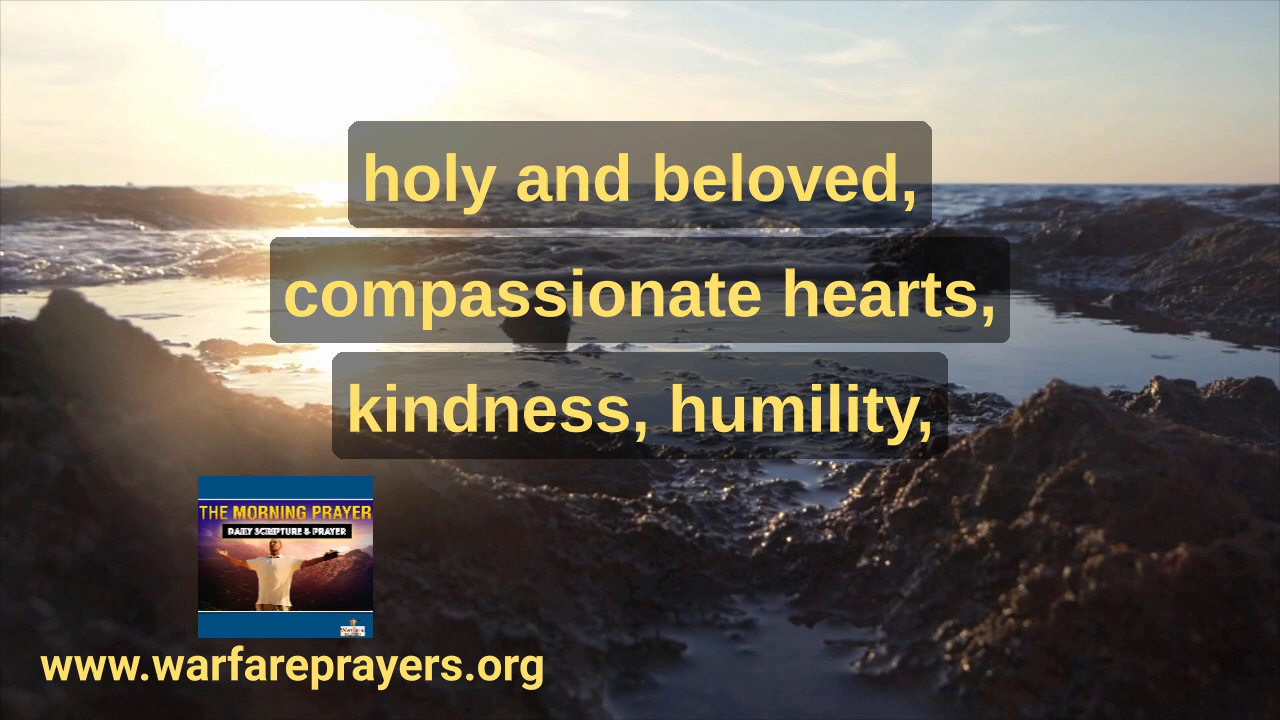 holy and beloved,
compassionate hearts,
kindness, humility,
THE MORNING PRAYER
DAILY SCRIPTURE & PRAYER
www.warfareprayers.org